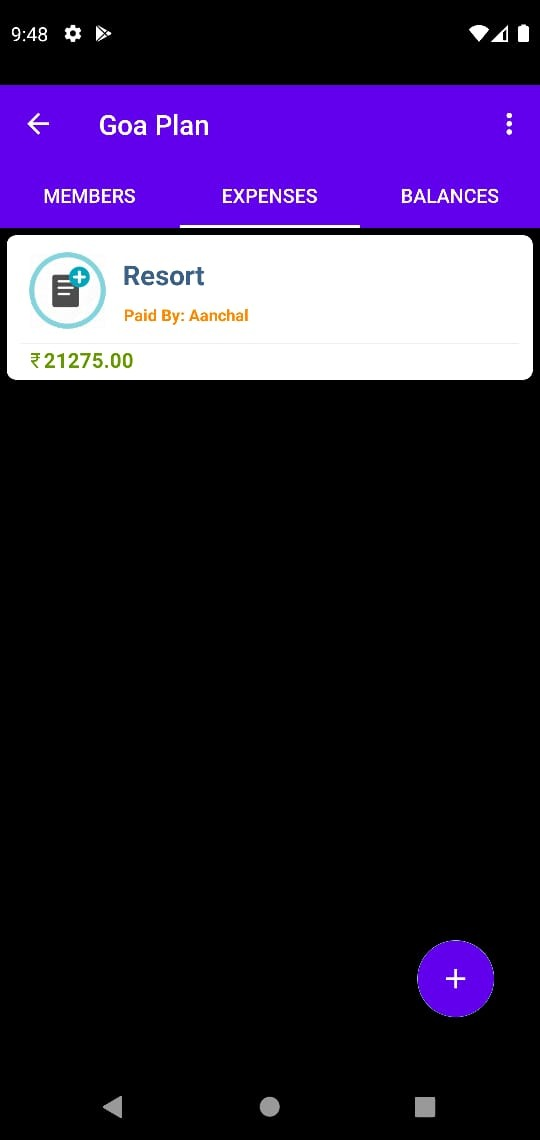 9:48
Goa Plan
MEMBERS EXPENSES BALANCES
Resort
Paid By: Aanchal
₹21275.00